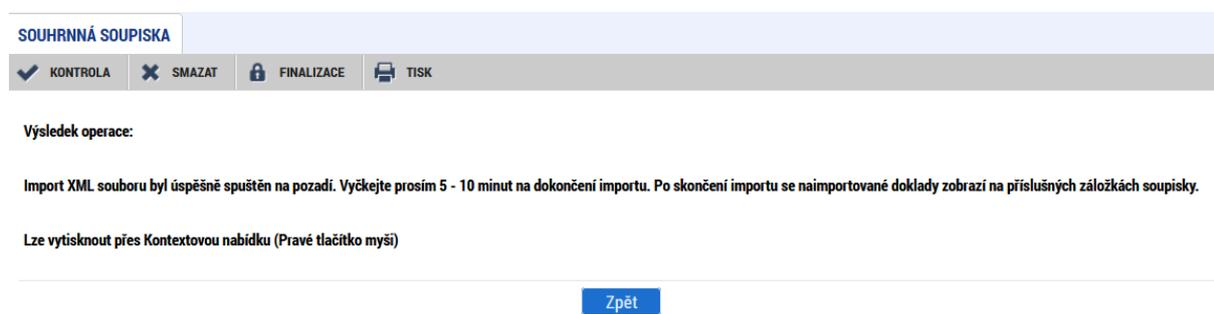 SOUHRNNÁ SOUPISKA
KONTROLA SMAZAT FINALIZACE TISK
Výsledek operace:
Import XML souboru byl úspěšně spuštěn na pozadí. Vyčkejte prosím 5 - 10 minut na dokončení importu. Po skončení importu se naimportované doklady zobrazí na příslušných záložkách soupisky.
Lze vytisknout přes Kontextovou nabídku (Pravé tlačítko myši)
Zpět